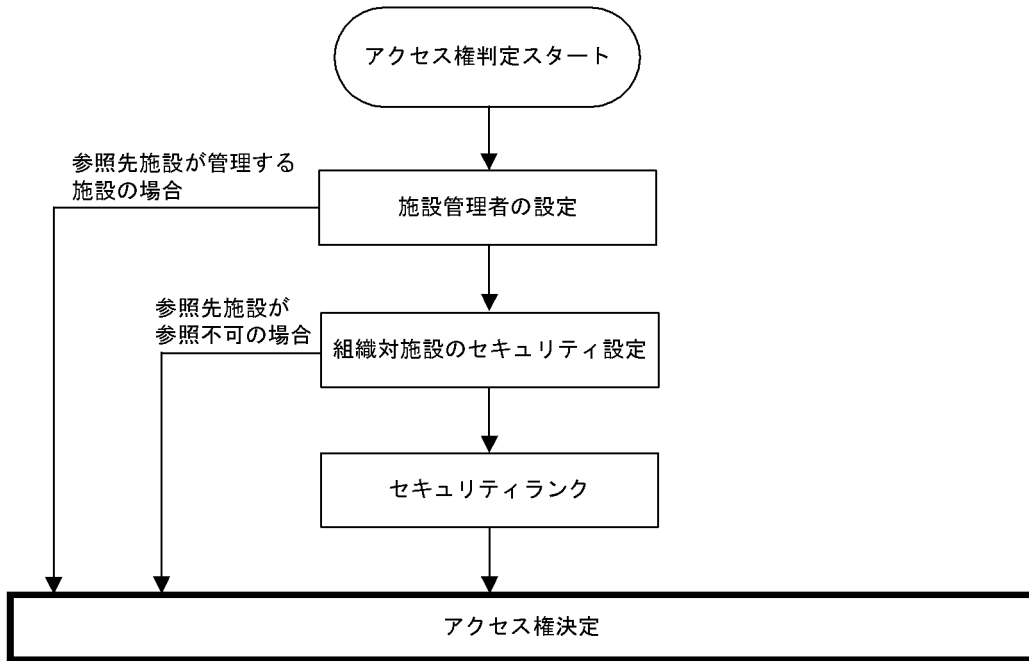 アクセス権判定スタート
参照先施設が管理する
施設の場合
施設管理者の設定
参照先施設が
参照不可の場合
組織対施設のセキュリティ設定
セキュリティランク
アクセス権決定